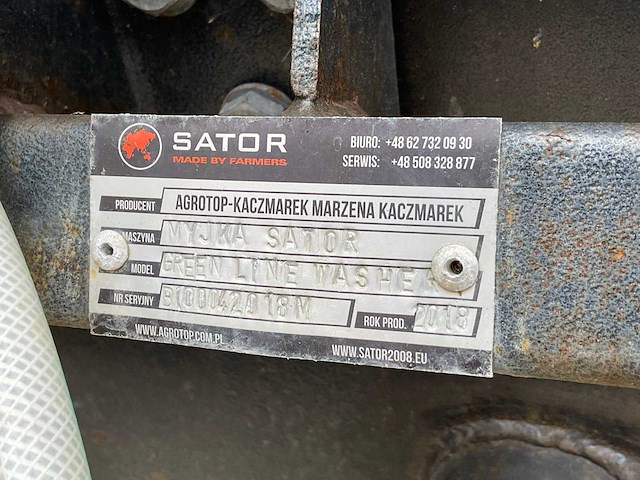 SATOR
MADE BY FARMERS
BIURO: +48 62 732 09 30
SERWIS: +48 508 328 877
PRODUCENT AGROTOP-KACZMAREK MARZENA KACZMAREK
MASZYNA MYJKA SATOR
MODEL GREEN LINE WASHER
NR SERYJNY 8100042018M ROK PROD. 2018
WWW.AGROTOP.COM.PL
WWW.SATOR2008.EU